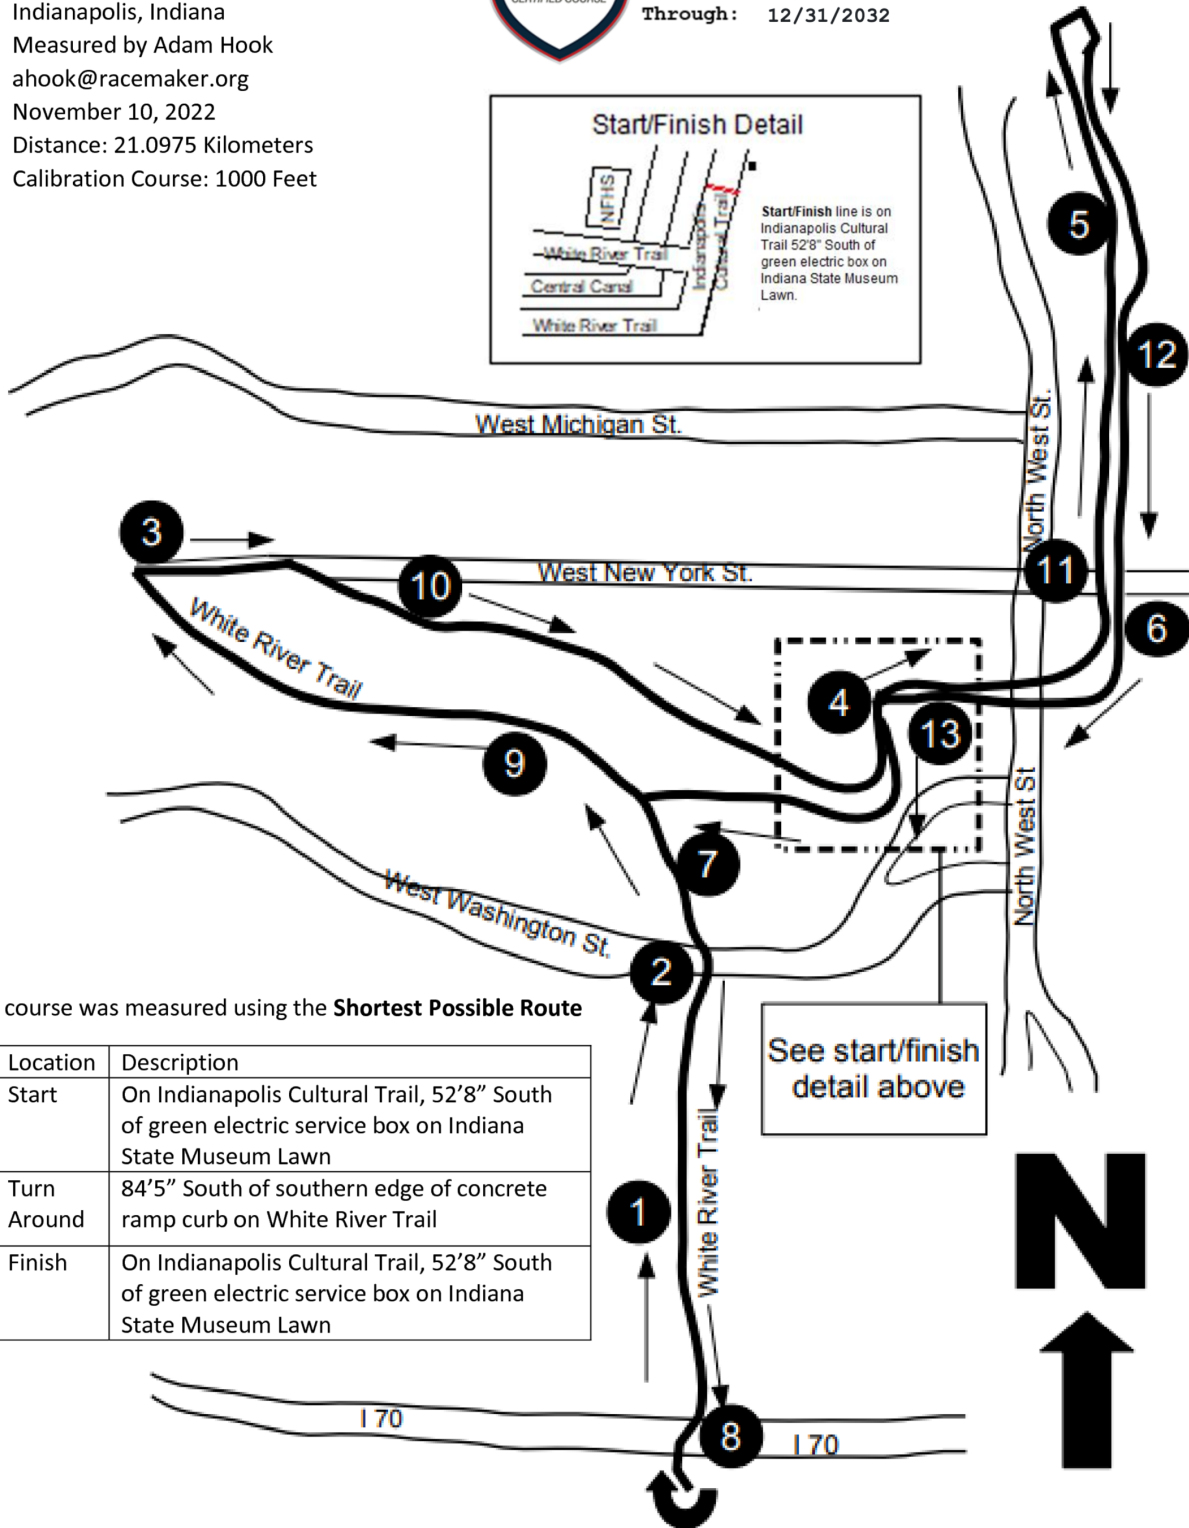 Indianapolis, Indiana
Measured by Adam Hook
ahook@racemaker.org
November 10, 2022
Distance: 21.0975 Kilometers
Calibration Course: 1000 Feet
CERTIFIED COURSE
Through: 12/31/2032
Start/Finish Detail
NFHS
White River Trail
Central Canal
White River Trail
Indianapolis
Cultural Trail
Start/Finish line is on
Indianapolis Cultural
Trail 52'8" South of
green electric box on
Indiana State Museum
Lawn.
5
12
West Michigan St.
North West St.
3
West New York St.
10
11
6
White River Trail
4
13
9
7
West Washington St.
North West St
2
course was measured using the Shortest Possible Route
See start/finish
detail above
Location Description
Start On Indianapolis Cultural Trail, 52’8” South
of green electric service box on Indiana
State Museum Lawn
Turn 84’5” South of southern edge of concrete
Around ramp curb on White River Trail
Finish On Indianapolis Cultural Trail, 52’8” South
of green electric service box on Indiana
State Museum Lawn
1
White River Trail
N
I 70
8
I 70